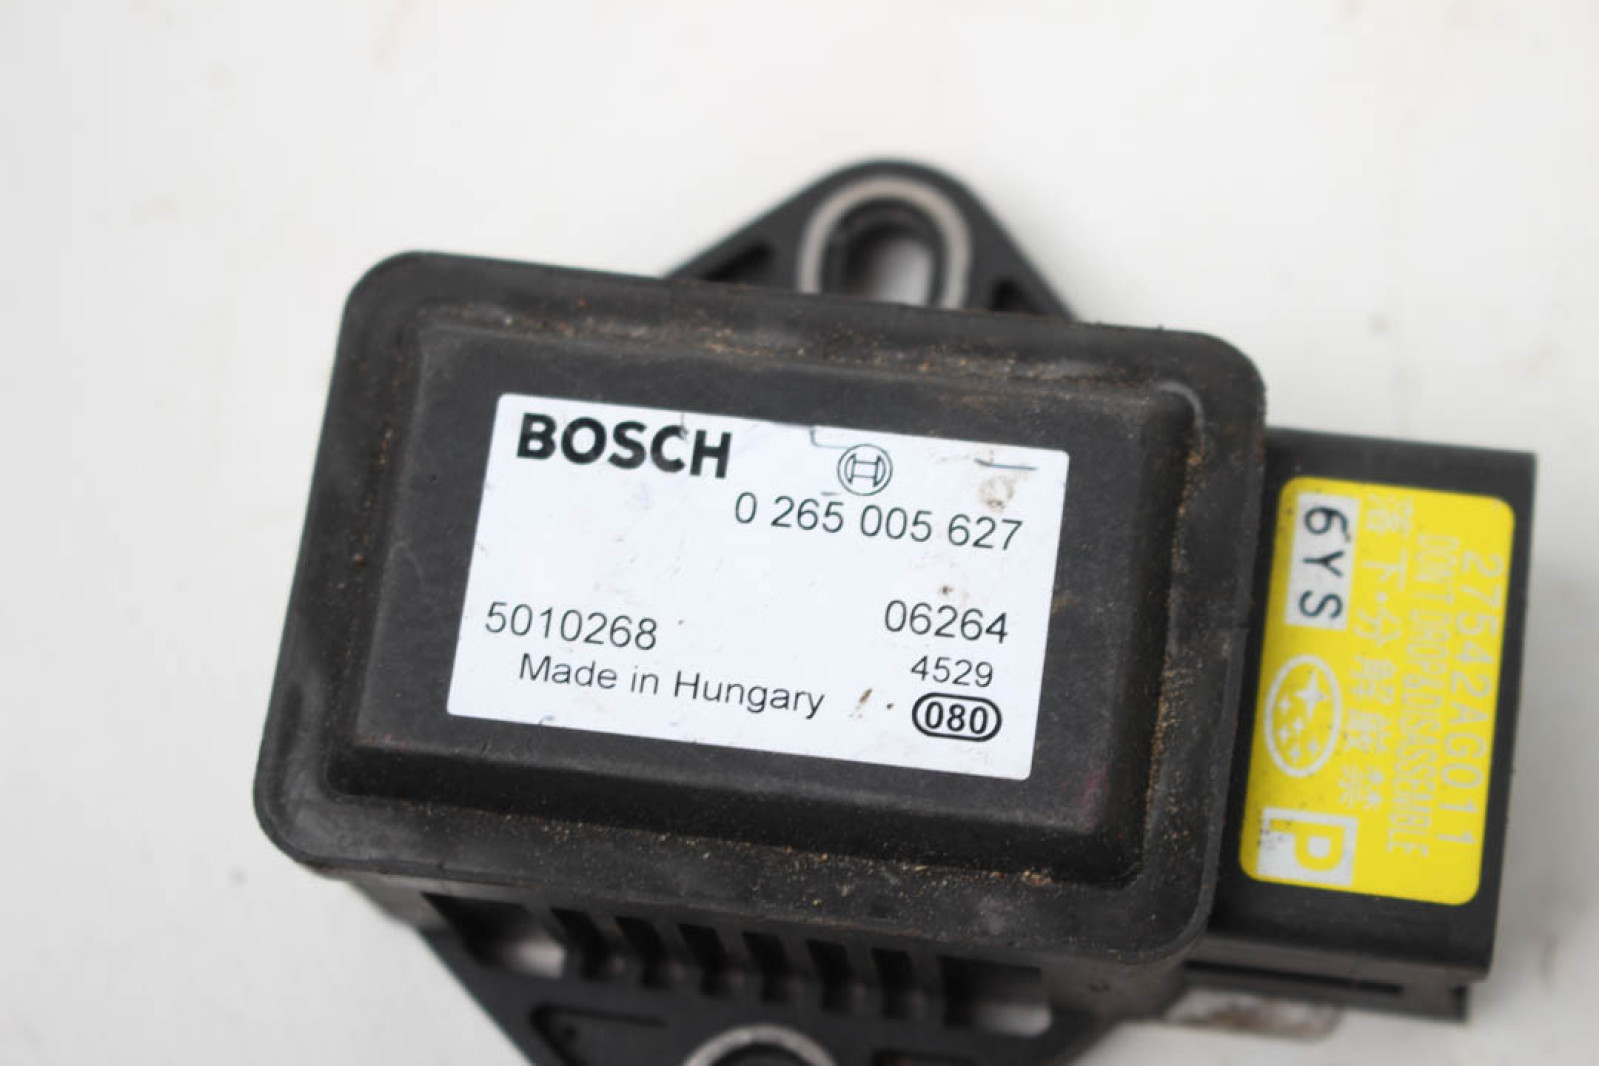 BOSCH
0 265 005 627
5010268
06264
4529
Made in Hungary
080
27542AG011
DON'T DROP&DISASSEMBLE
落下・分解厳禁
6YS
P